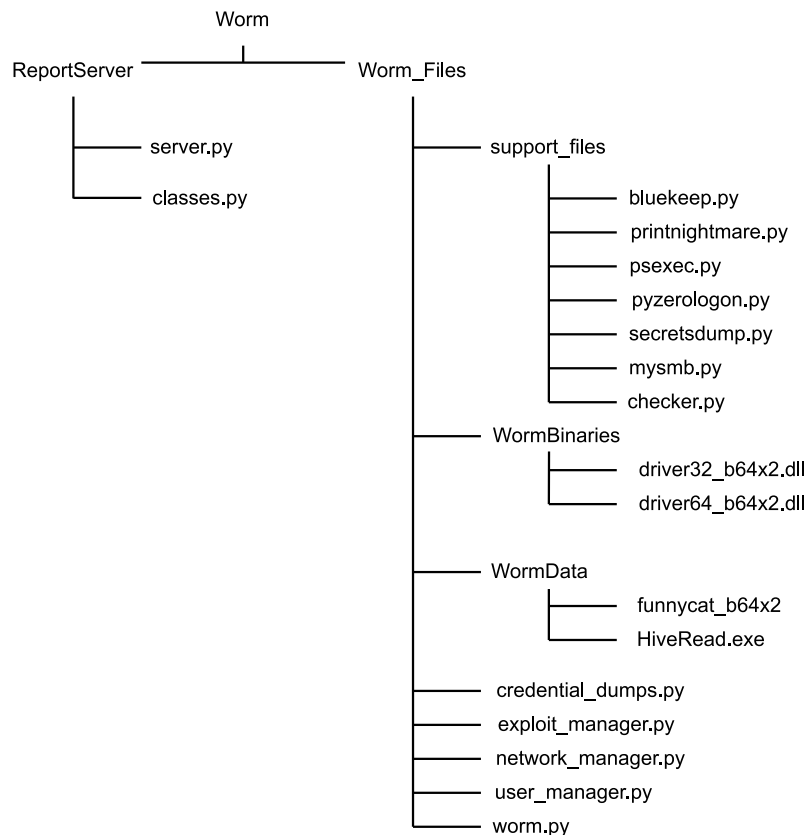 Worm
ReportServer
Worm_Files
server.py
support_files
classes.py
bluekeep.py
printnightmare.py
psexec.py
pyzerologon.py
secretsdump.py
mysmb.py
checker.py
WormBinaries
driver32_b64x2.dll
driver64_b64x2.dll
WormData
funnycat_b64x2
HiveRead.exe
credential_dumps.py
exploit_manager.py
network_manager.py
user_manager.py
worm.py